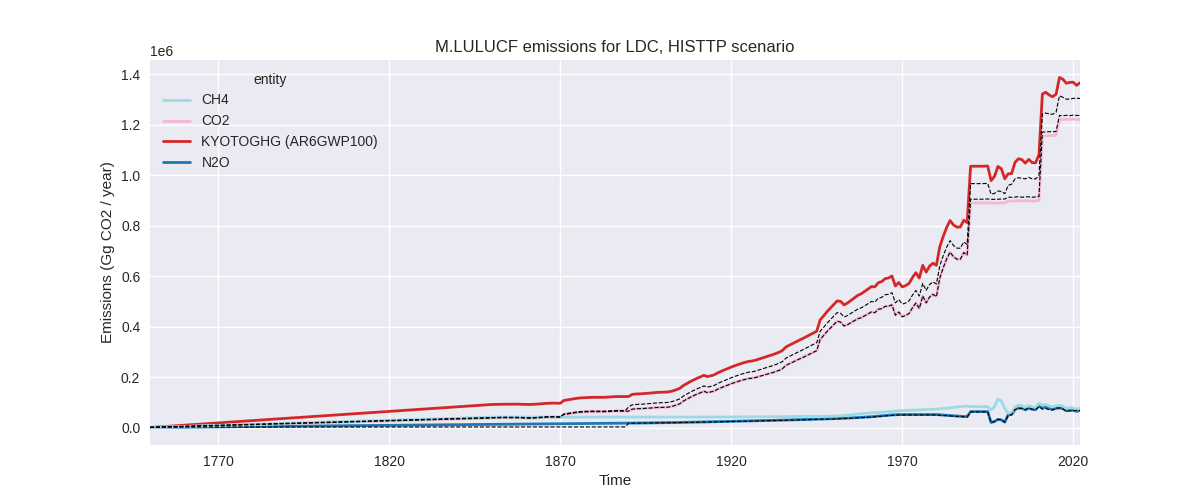 M.LULUCF emissions for LDC, HISTTP scenario
1e6
1.4
1.2
1.0
0.8
0.6
0.4
0.2
0.0
Emissions (Gg CO2 / year)
entity
CH4
CO2
KYOTOGHG (AR6GWP100)
N2O
1770 1820 1870 1920 1970 2020
Time